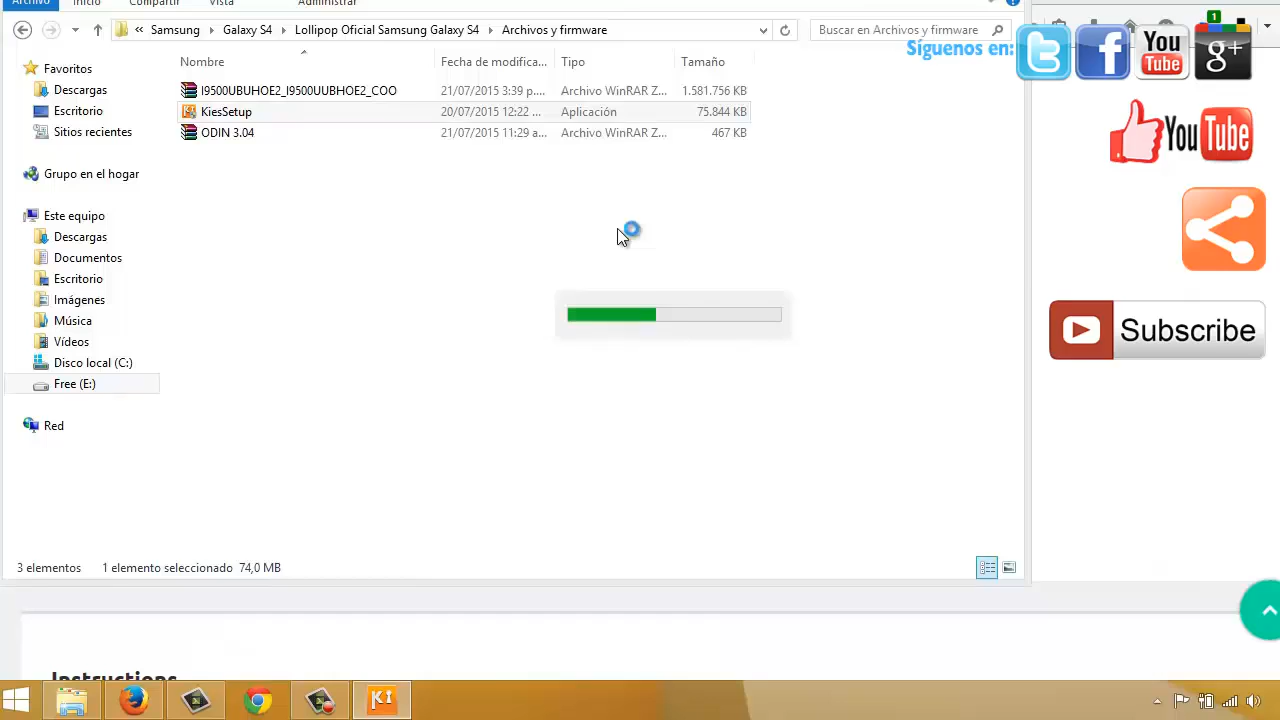 Archivo Inicio Compartir Vista Administrar
« Samsung Galaxy S4 Lollipop Oficial Samsung Galaxy S4 Archivos y firmware
Buscar en Archivos y firmware
1
Síguenos en:
You
Tube
g+
Nombre Fecha de modifica... Tipo Tamaño
I9500UBUHOE2_I9500UUPHOE2_COO 21/07/2015 3:39 p.... Archivo WinRAR Z... 1.581.756 KB
KiesSetup 20/07/2015 12:22 ... Aplicación 75.844 KB
ODIN 3.04 21/07/2015 11:29 a... Archivo WinRAR Z... 467 KB
Favoritos
Descargas
Escritorio
Sitios recientes
Grupo en el hogar
Este equipo
Descargas
Documentos
Escritorio
Imágenes
Música
Vídeos
Disco local (C:)
Free (E:)
Red
YouTube
Subscribe
3 elementos 1 elemento seleccionado 74,0 MB
Instructions
Ki